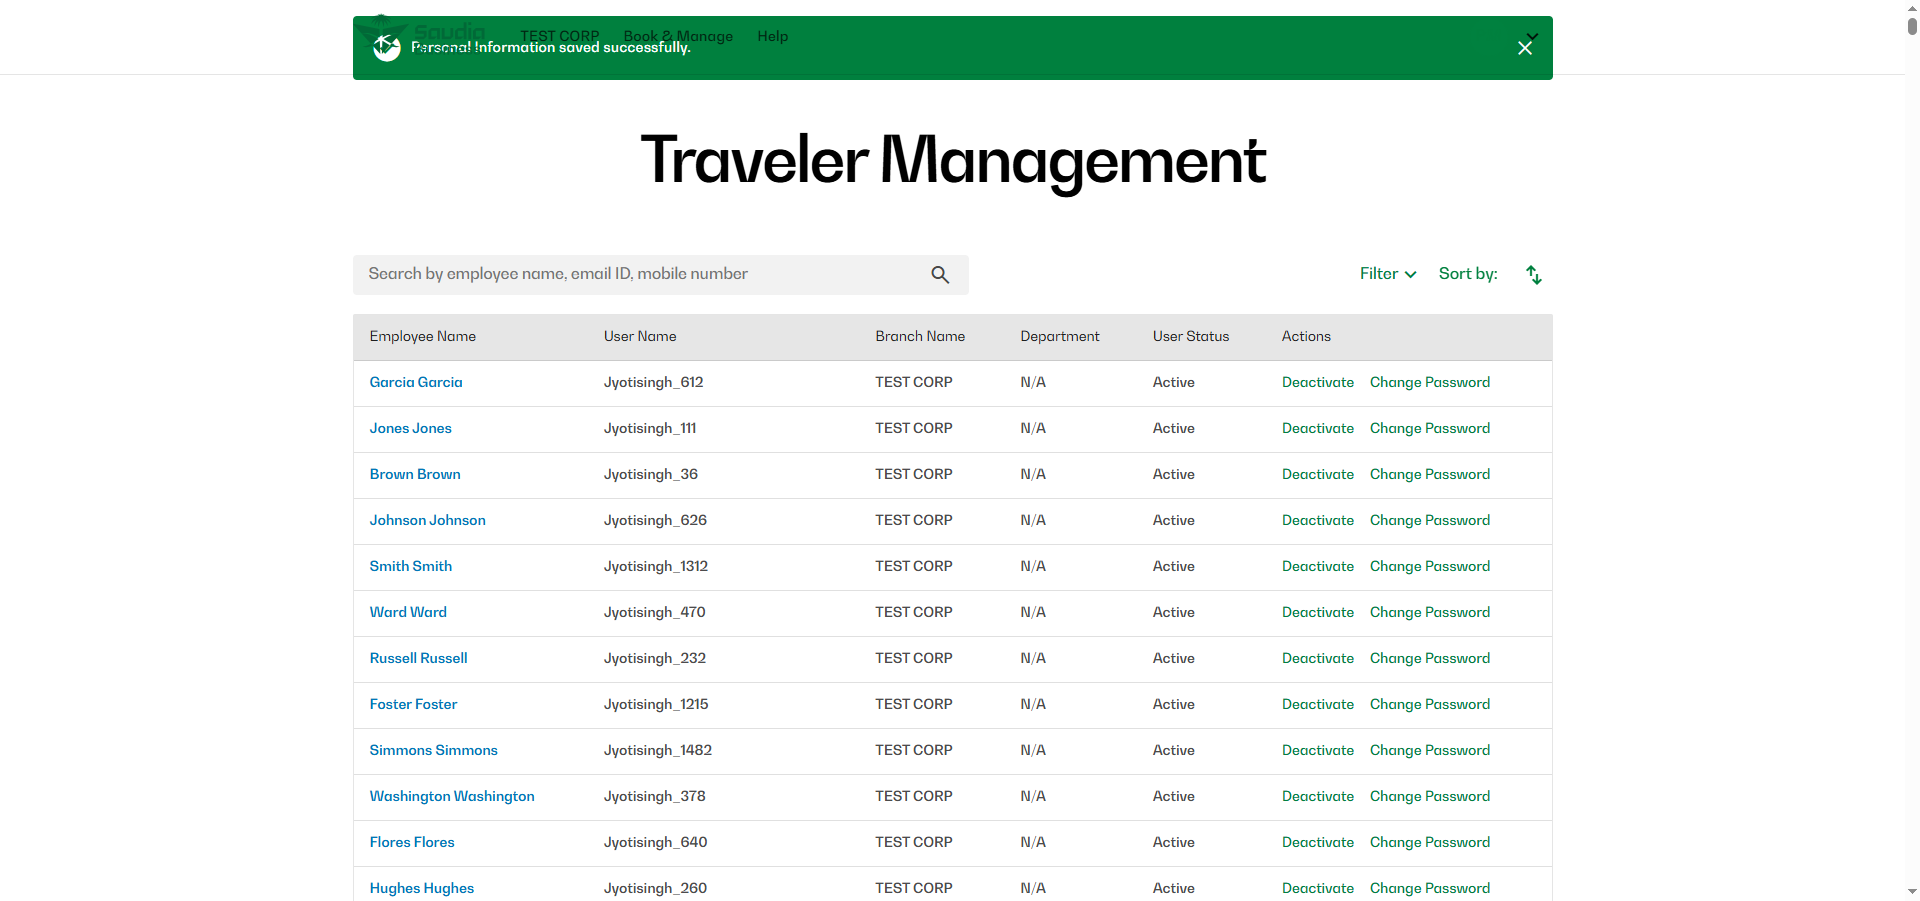 Saudia
TEST CORP Book & Manage Help
Personal Information saved successfully.
Traveler Management
Search by employee name, email ID, mobile number
Filter Sort by:
Employee Name User Name Branch Name Department User Status Actions
Garcia Garcia Jyotisingh_612 TEST CORP N/A Active Deactivate Change Password
Jones Jones Jyotisingh_111 TEST CORP N/A Active Deactivate Change Password
Brown Brown Jyotisingh_36 TEST CORP N/A Active Deactivate Change Password
Johnson Johnson Jyotisingh_626 TEST CORP N/A Active Deactivate Change Password
Smith Smith Jyotisingh_1312 TEST CORP N/A Active Deactivate Change Password
Ward Ward Jyotisingh_470 TEST CORP N/A Active Deactivate Change Password
Russell Russell Jyotisingh_232 TEST CORP N/A Active Deactivate Change Password
Foster Foster Jyotisingh_1215 TEST CORP N/A Active Deactivate Change Password
Simmons Simmons Jyotisingh_1482 TEST CORP N/A Active Deactivate Change Password
Washington Washington Jyotisingh_378 TEST CORP N/A Active Deactivate Change Password
Flores Flores Jyotisingh_640 TEST CORP N/A Active Deactivate Change Password
Hughes Hughes Jyotisingh_260 TEST CORP N/A Active Deactivate Change Password